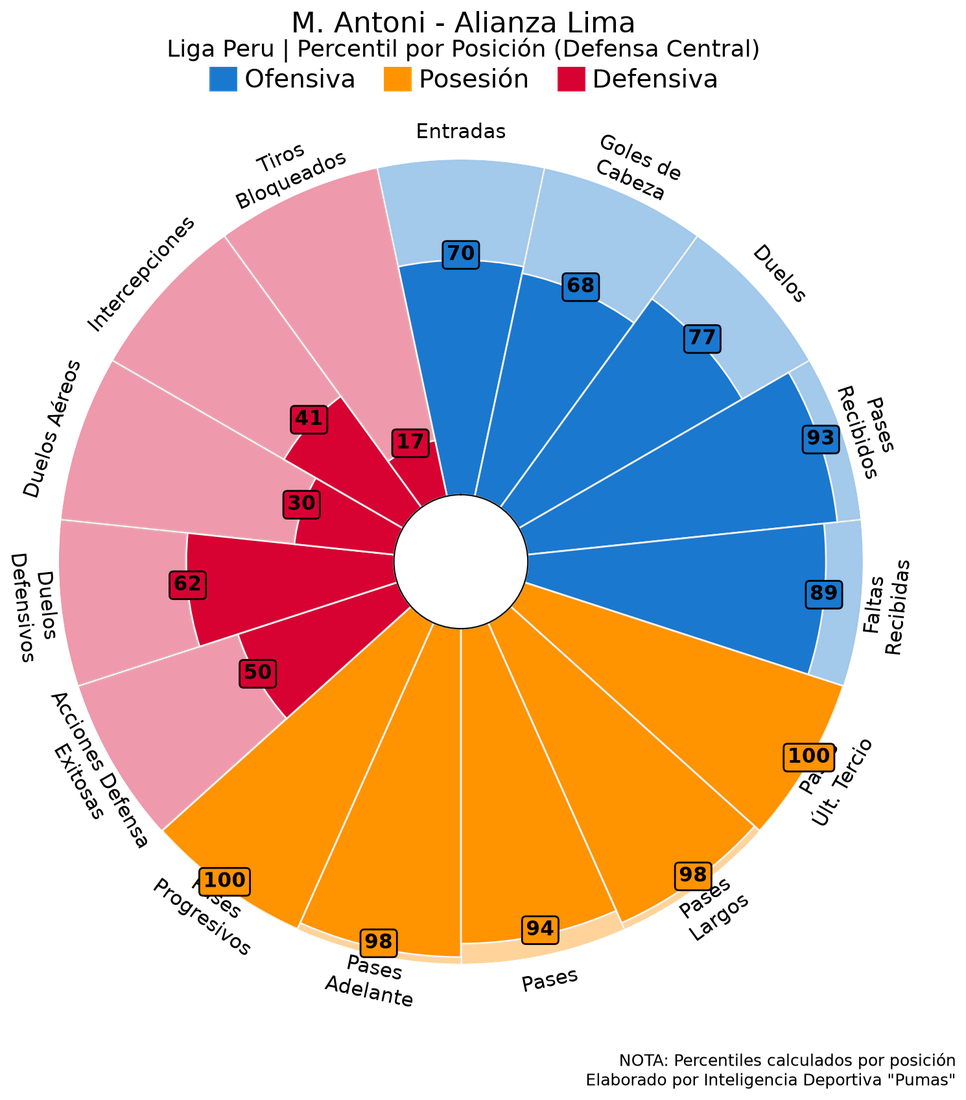 M. Antoni - Alianza Lima
Liga Peru | Percentil por Posición (Defensa Central)
Ofensiva
Posesión
Defensiva
Entradas
70
Goles de
Cabeza
68
Duelos
77
Pases
Recibidos
93
Faltas
Recibidas
89
100
Últ. Tercio
Pases
Largos
98
Pases
94
Pases
Adelante
98
100
Progresivos
Acciones Defensa
Exitosas
50
Duelos
Defensivos
62
Duelos Aéreos
30
Intercepciones
41
Tiros
Bloqueados
17
NOTA: Percentiles calculados por posición
Elaborado por Inteligencia Deportiva "Pumas"